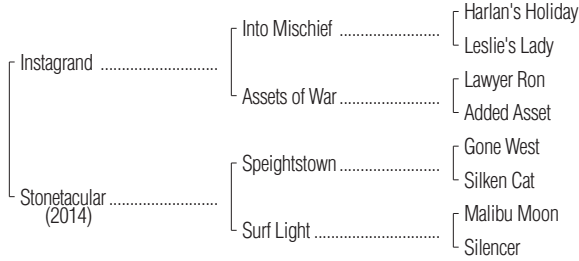 Harlan's Holiday
Into Mischief ....................
Leslie's Lady
Instagrand ........................
Lawyer Ron
Assets of War ....................
Added Asset
Gone West
Speightstown ....................
Silken Cat
Stonetacular ......................
(2014)
Malibu Moon
Surf Light .........................
Silencer